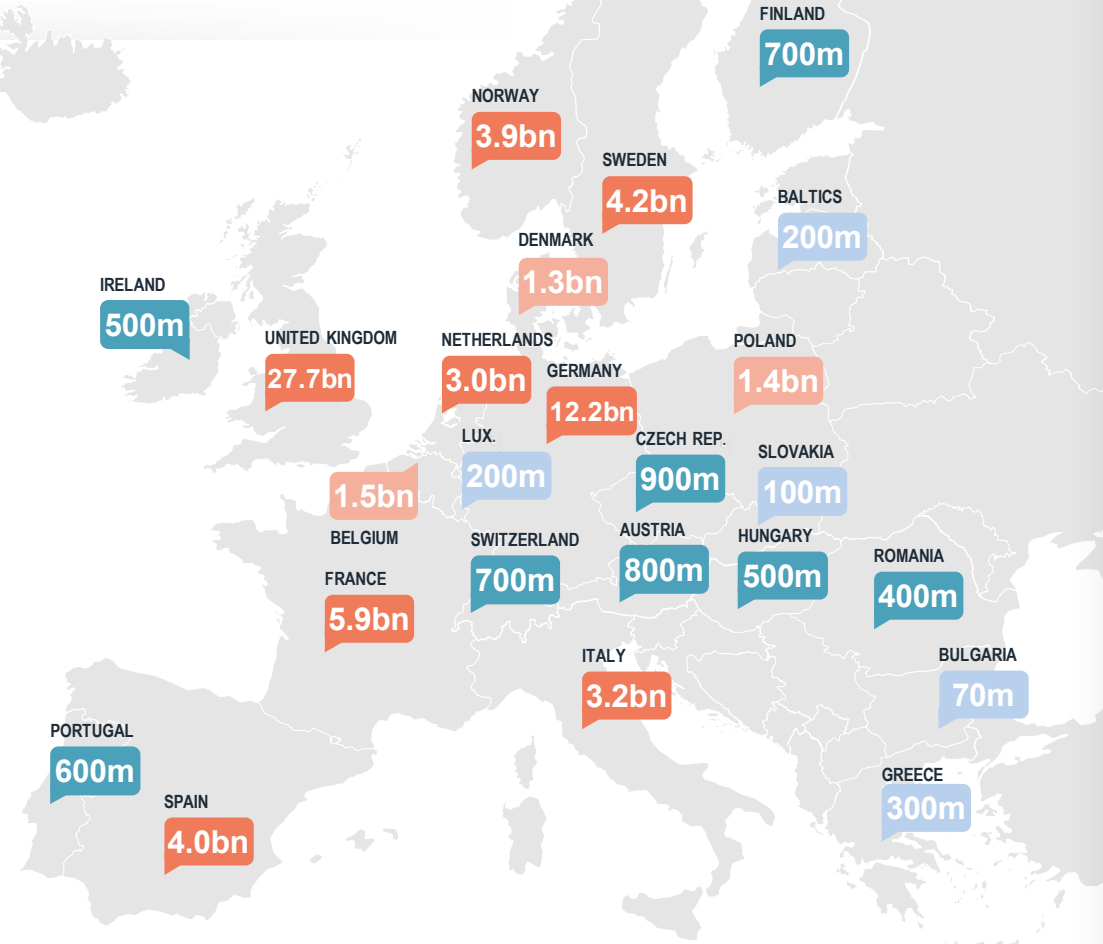 FINLAND
700m
NORWAY
3.9bn
SWEDEN
4.2bn
BALTICS
200m
DENMARK
1.3bn
IRELAND
500m
UNITED KINGDOM
27.7bn
NETHERLANDS
3.0bn
GERMANY
12.2bn
POLAND
1.4bn
LUX.
200m
CZECH REP.
900m
SLOVAKIA
100m
1.5bn
BELGIUM
SWITZERLAND
700m
AUSTRIA
800m
HUNGARY
500m
ROMANIA
400m
FRANCE
5.9bn
ITALY
3.2bn
BULGARIA
70m
PORTUGAL
600m
SPAIN
4.0bn
GREECE
300m